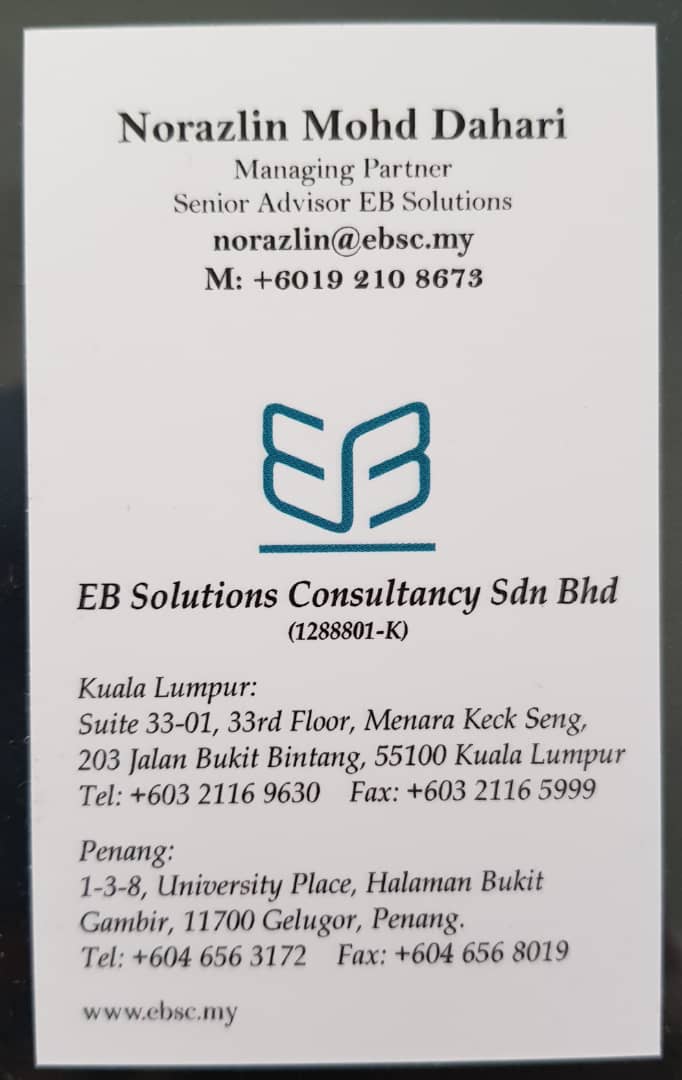 Norazlin Mohd Dahari
Managing Partner
Senior Advisor EB Solutions
norazlin@ebsc.my
M: +6019 210 8673
EB
EB Solutions Consultancy Sdn Bhd
(1288801-K)
Kuala Lumpur:
Suite 33-01, 33rd Floor, Menara Keck Seng,
203 Jalan Bukit Bintang, 55100 Kuala Lumpur
Tel: +603 2116 9630 Fax: +603 2116 5999
Penang:
1-3-8, University Place, Halaman Bukit
Gambir, 11700 Gelugor, Penang.
Tel: +604 656 3172 Fax: +604 656 8019
www.ebsc.my